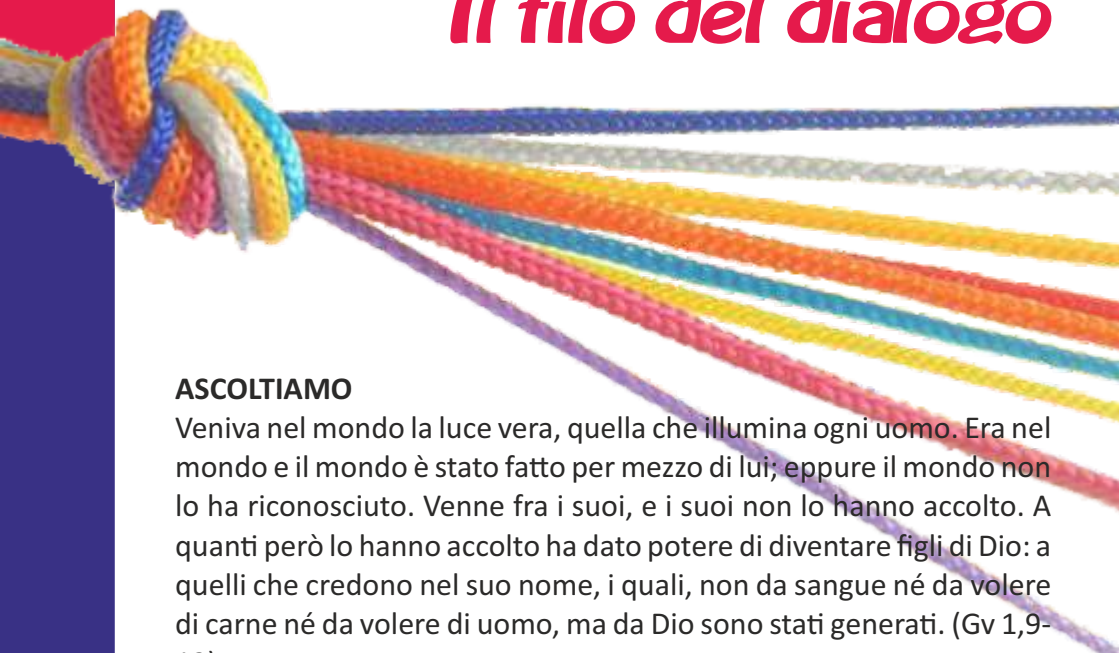 Il filo del dialogo
ASCOLTIAMO
Veniva nel mondo la luce vera, quella che illumina ogni uomo. Era nel
mondo e il mondo è stato fatto per mezzo di lui; eppure il mondo non
lo ha riconosciuto. Venne fra i suoi, e i suoi non lo hanno accolto. A
quanti però lo hanno accolto ha dato potere di diventare figli di Dio: a
quelli che credono nel suo nome, i quali, non da sangue né da volere
di carne né da volere di uomo, ma da Dio sono stati generati. (Gv 1,9-